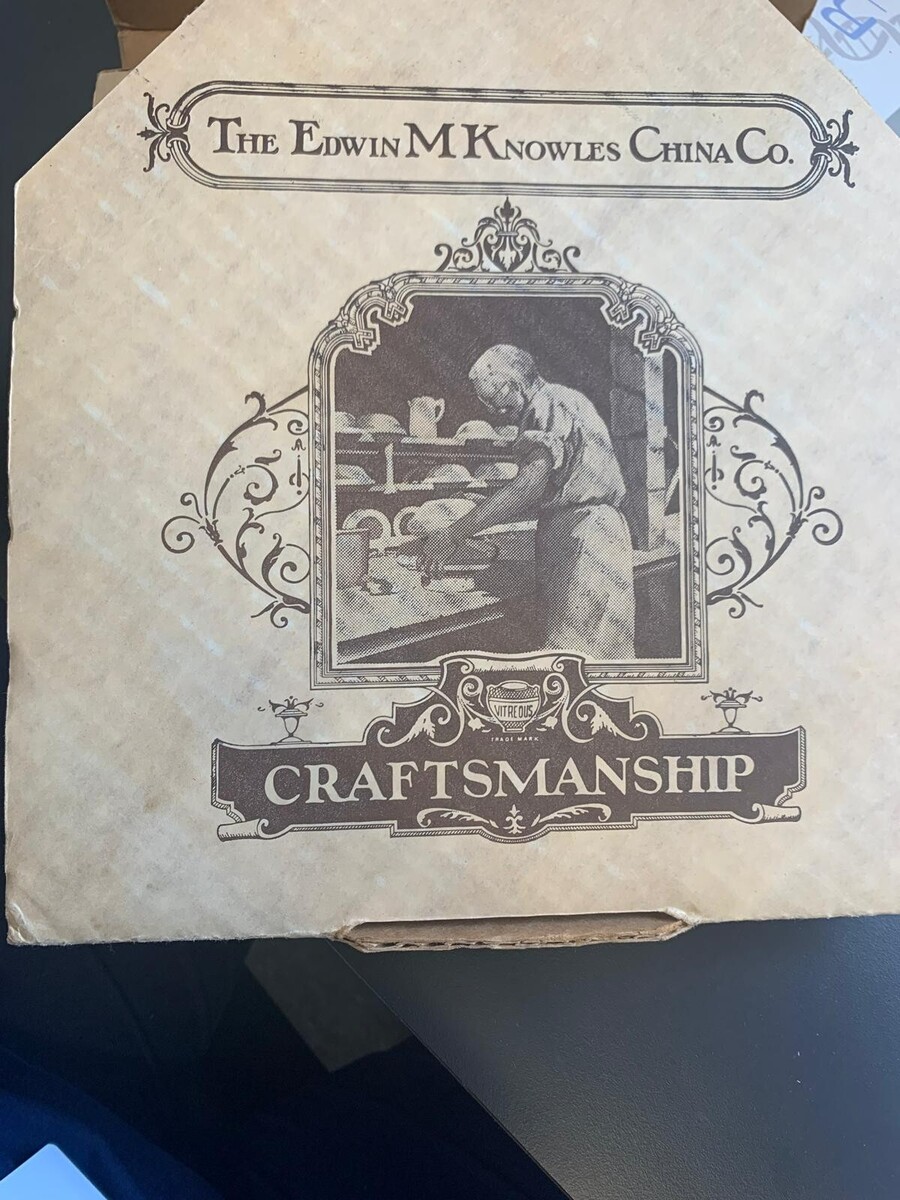 THE EDWIN M KNOWLES CHINA CO.
VITREOUS
TRADE MARK
CRAFTSMANSHIP